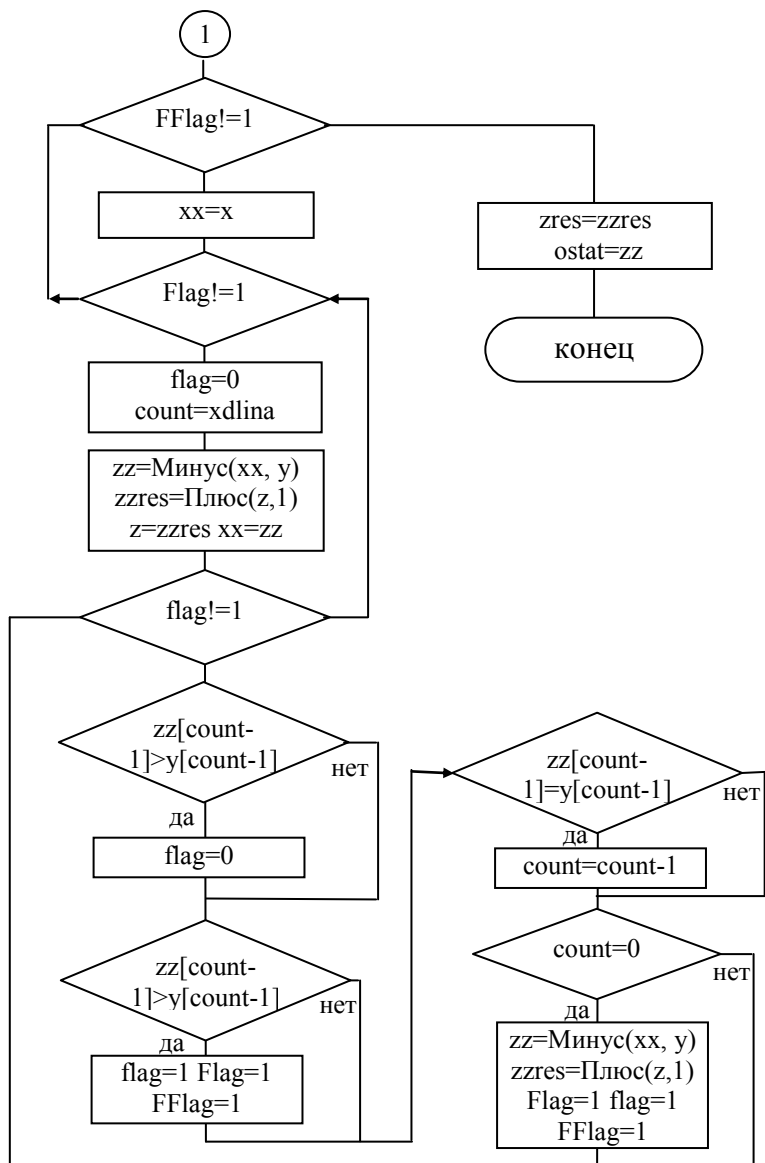 1
FFlag!=1
xx=x
zres=zzres
ostat=zz
Flag!=1
конец
flag=0
count=xdlina
zz=Минус(xx, y)
zzres=Плюс(z,1)
z=zzres xx=zz
flag!=1
zz[count-
1]>y[count-1]
нет
да
flag=0
zz[count-
1]>y[count-1]
нет
да
flag=1 Flag=1
FFlag=1
zz[count-
1]=y[count-1]
нет
да
count=count-1
count=0
нет
да
zz=Минус(xx, y)
zzres=Плюс(z,1)
Flag=1 flag=1
FFlag=1